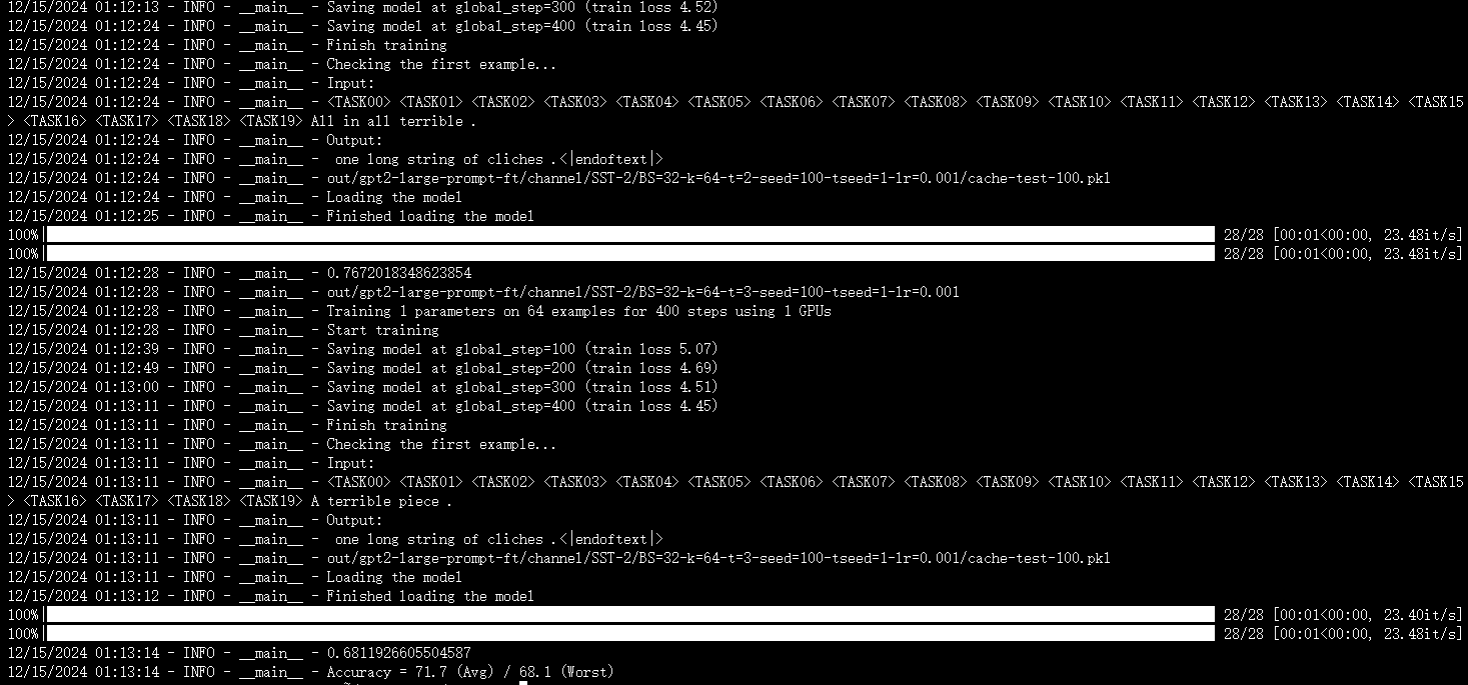 12/15/2024 01:12:13 - INFO - __main__ - Saving model at global_step=300 (train loss 4.52)
12/15/2024 01:12:24 - INFO - __main__ - Saving model at global_step=400 (train loss 4.45)
12/15/2024 01:12:24 - INFO - __main__ - Finish training
12/15/2024 01:12:24 - INFO - __main__ - Checking the first example...
12/15/2024 01:12:24 - INFO - __main__ - Input:
12/15/2024 01:12:24 - INFO - __main__ - <TASK00> <TASK01> <TASK02> <TASK03> <TASK04> <TASK05> <TASK06> <TASK07> <TASK08> <TASK09> <TASK10> <TASK11> <TASK12> <TASK13> <TASK14> <TASK15
> <TASK16> <TASK17> <TASK18> <TASK19> All in all terrible .
12/15/2024 01:12:24 - INFO - __main__ - Output:
12/15/2024 01:12:24 - INFO - __main__ -  one long string of cliches .<|endoftext|>
12/15/2024 01:12:24 - INFO - __main__ - out/gpt2-large-prompt-ft/channel/SST-2/BS=32-k=64-t=2-seed=100-tseed=1-lr=0.001/cache-test-100.pkl
12/15/2024 01:12:24 - INFO - __main__ - Loading the model
12/15/2024 01:12:25 - INFO - __main__ - Finished loading the model
100%| 28/28 [00:01<00:00, 23.48it/s]
100%| 28/28 [00:01<00:00, 23.48it/s]
12/15/2024 01:12:28 - INFO - __main__ - 0.7672018348623854
12/15/2024 01:12:28 - INFO - __main__ - out/gpt2-large-prompt-ft/channel/SST-2/BS=32-k=64-t=3-seed=100-tseed=1-lr=0.001
12/15/2024 01:12:28 - INFO - __main__ - Training 1 parameters on 64 examples for 400 steps using 1 GPUs
12/15/2024 01:12:28 - INFO - __main__ - Start training
12/15/2024 01:12:39 - INFO - __main__ - Saving model at global_step=100 (train loss 5.07)
12/15/2024 01:12:49 - INFO - __main__ - Saving model at global_step=200 (train loss 4.69)
12/15/2024 01:13:00 - INFO - __main__ - Saving model at global_step=300 (train loss 4.51)
12/15/2024 01:13:11 - INFO - __main__ - Saving model at global_step=400 (train loss 4.45)
12/15/2024 01:13:11 - INFO - __main__ - Finish training
12/15/2024 01:13:11 - INFO - __main__ - Checking the first example...
12/15/2024 01:13:11 - INFO - __main__ - Input:
12/15/2024 01:13:11 - INFO - __main__ - <TASK00> <TASK01> <TASK02> <TASK03> <TASK04> <TASK05> <TASK06> <TASK07> <TASK08> <TASK09> <TASK10> <TASK11> <TASK12> <TASK13> <TASK14> <TASK15
> <TASK16> <TASK17> <TASK18> <TASK19> A terrible piece .
12/15/2024 01:13:11 - INFO - __main__ - Output:
12/15/2024 01:13:11 - INFO - __main__ -  one long string of cliches .<|endoftext|>
12/15/2024 01:13:11 - INFO - __main__ - out/gpt2-large-prompt-ft/channel/SST-2/BS=32-k=64-t=3-seed=100-tseed=1-lr=0.001/cache-test-100.pkl
12/15/2024 01:13:11 - INFO - __main__ - Loading the model
12/15/2024 01:13:12 - INFO - __main__ - Finished loading the model
100%| 28/28 [00:01<00:00, 23.40it/s]
100%| 28/28 [00:01<00:00, 23.48it/s]
12/15/2024 01:13:14 - INFO - __main__ - 0.6811926605504587
12/15/2024 01:13:14 - INFO - __main__ - Accuracy = 71.7 (Avg) / 68.1 (Worst)